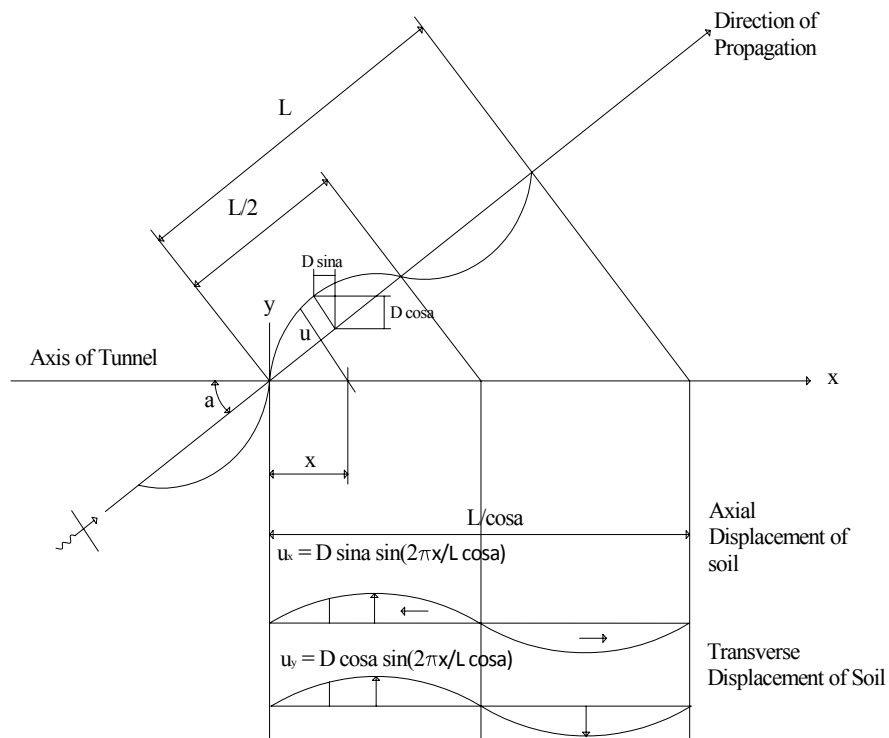 Direction of
Propagation
L
L/2
D sina
y
D cosa
u
Axis of Tunnel
x
a
x
L/cosa
Axial
Displacement of
soil
uₓ = D sina sin(2πx/L cosa)
Transverse
Displacement of Soil
uᵧ = D cosa sin(2πx/L cosa)